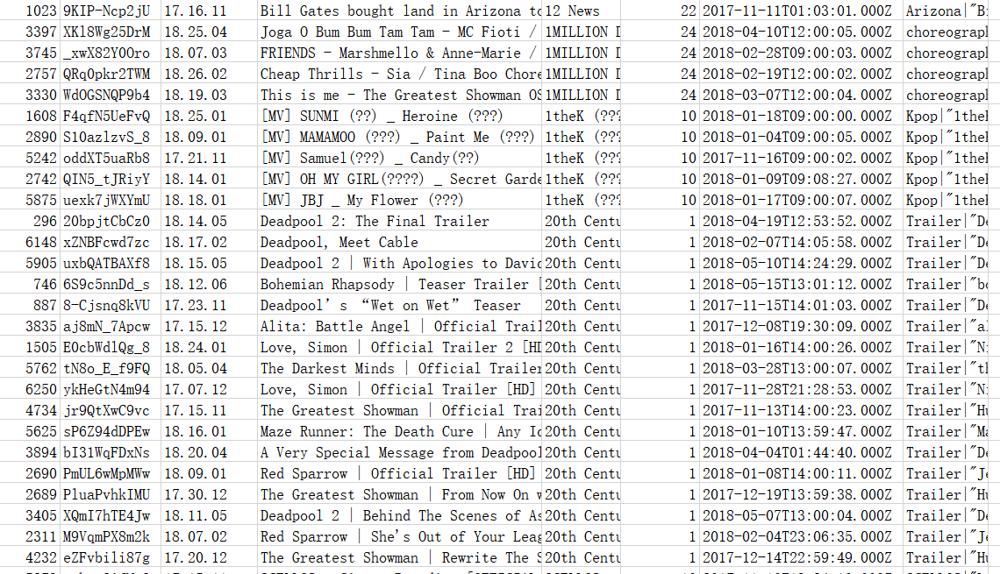 1023 9KIP-Ncp2jU 17.16.11 Bill Gates bought land in Arizona to 12 News 22 2017-11-11T01:03:01.000Z Arizona|"Bi
3397 XKl8Wg25DrM 18.25.04 Joga O Bum Bum Tam Tam - MC Fioti / 1MILLION D 24 2018-04-10T12:00:05.000Z choreograph
3745 _xwX82Y0Oro 18.07.03 FRIENDS - Marshmello & Anne-Marie / 1MILLION D 24 2018-02-28T09:00:03.000Z choreograph
2757 QRqOpkr2TWM 18.26.02 Cheap Thrills - Sia / Tina Boo Chore 1MILLION D 24 2018-02-19T12:00:02.000Z choreograph
3330 WdOGSNQP9b4 18.19.03 This is me - The Greatest Showman OS 1MILLION D 24 2018-03-07T12:00:04.000Z choreograph
1608 F4qfN5UeFvQ 18.25.01 [MV] SUNMI (??) _ Heroine (???) 1theK (??? 10 2018-01-18T09:00:00.000Z Kpop|"1theK
2890 S10azlzvS_8 18.09.01 [MV] MAMAMOO (???) _ Paint Me (???) 1theK (??? 10 2018-01-04T09:00:05.000Z Kpop|"1theK
5242 oddXT5uaRb8 17.21.11 [MV] Samuel(???) _ Candy(??) 1theK (??? 10 2017-11-16T09:00:02.000Z Kpop|"1theK
2742 QIN5_tJRiyY 18.14.01 [MV] OH MY GIRL(????) _ Secret Garde 1theK (??? 10 2018-01-09T09:08:27.000Z Kpop|"1theK
5875 uexk7jWXYmU 18.18.01 [MV] JBJ _ My Flower (???) 1theK (??? 10 2018-01-17T09:00:07.000Z Kpop|"1theK
296 20bpjtCbCz0 18.14.05 Deadpool 2: The Final Trailer 20th Centu 1 2018-04-19T12:53:52.000Z Trailer|"De
6148 xZNBFcwd7zc 18.17.02 Deadpool, Meet Cable 20th Centu 1 2018-02-07T14:05:58.000Z Trailer|"De
5905 uxbQATBAXf8 18.15.05 Deadpool 2 | With Apologies to David 20th Centu 1 2018-05-10T14:24:29.000Z Trailer|"De
746 6S9c5nnDd_s 18.12.06 Bohemian Rhapsody | Teaser Trailer [ 20th Centu 1 2018-05-15T13:01:12.000Z Trailer|"bo
887 8-Cjsnq8kVU 17.23.11 Deadpool’s “Wet on Wet” Teaser 20th Centu 1 2017-11-15T14:01:03.000Z Trailer|"De
3835 aj8mN_7Apcw 17.15.12 Alita: Battle Angel | Official Trail 20th Centu 1 2017-12-08T19:30:09.000Z Trailer|"al
1505 E0cbWdlQg_8 18.24.01 Love, Simon | Official Trailer 2 [HD 20th Centu 1 2018-01-16T14:00:26.000Z Trailer|"Ni
5762 tN8o_E_f9FQ 18.05.04 The Darkest Minds | Official Trailer 20th Centu 1 2018-03-28T13:00:07.000Z Trailer|"th
6250 ykHeGtN4m94 17.07.12 Love, Simon | Official Trailer [HD] 20th Centu 1 2017-11-28T21:28:53.000Z Trailer|"Ni
4734 jr9QtXwC9vc 17.15.11 The Greatest Showman | Official Trai 20th Centu 1 2017-11-13T14:00:23.000Z Trailer|"Hu
5625 sP6Z94dDPEw 18.16.01 Maze Runner: The Death Cure | Any Id 20th Centu 1 2018-01-10T13:59:47.000Z Trailer|"Ma
3894 bI31WqFDxNs 18.20.04 A Very Special Message from Deadpool 20th Centu 1 2018-04-04T01:44:40.000Z Trailer|"De
2690 PmUL6wMpMWw 18.09.01 Red Sparrow | Official Trailer [HD] 20th Centu 1 2018-01-08T14:00:11.000Z Trailer|"Je
2689 PluaPvhkIMU 17.30.12 The Greatest Showman | From Now On w 20th Centu 1 2017-12-19T13:59:38.000Z Trailer|"Hu
3405 XQmI7hTE4Jw 18.11.05 Deadpool 2 | Behind The Scenes of As 20th Centu 1 2018-05-07T13:00:04.000Z Trailer|"De
2311 M9VqmPX8m2k 18.07.02 Red Sparrow | She's Out of Your Leag 20th Centu 1 2018-02-04T23:06:35.000Z Trailer|"Je
4232 eZFvbili87g 17.20.12 The Greatest Showman | Rewrite The S 20th Centu 1 2017-12-14T22:59:49.000Z Trailer|"Hu